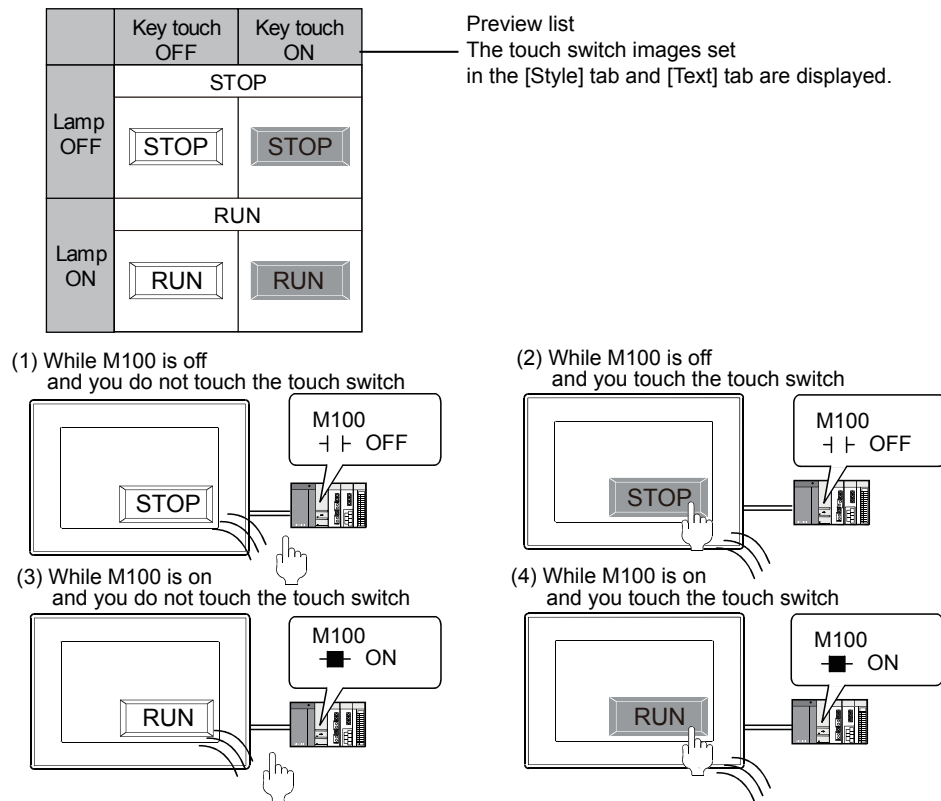 Key touch
OFF
Key touch
ON
Preview list
The touch switch images set
in the [Style] tab and [Text] tab are displayed.
STOP
Lamp
OFF
STOP
STOP
RUN
Lamp
ON
RUN
RUN
(1) While M100 is off
and you do not touch the touch switch
M100
OFF
STOP
(2) While M100 is off
and you touch the touch switch
M100
OFF
STOP
(3) While M100 is on
and you do not touch the touch switch
M100
ON
RUN
(4) While M100 is on
and you touch the touch switch
M100
ON
RUN